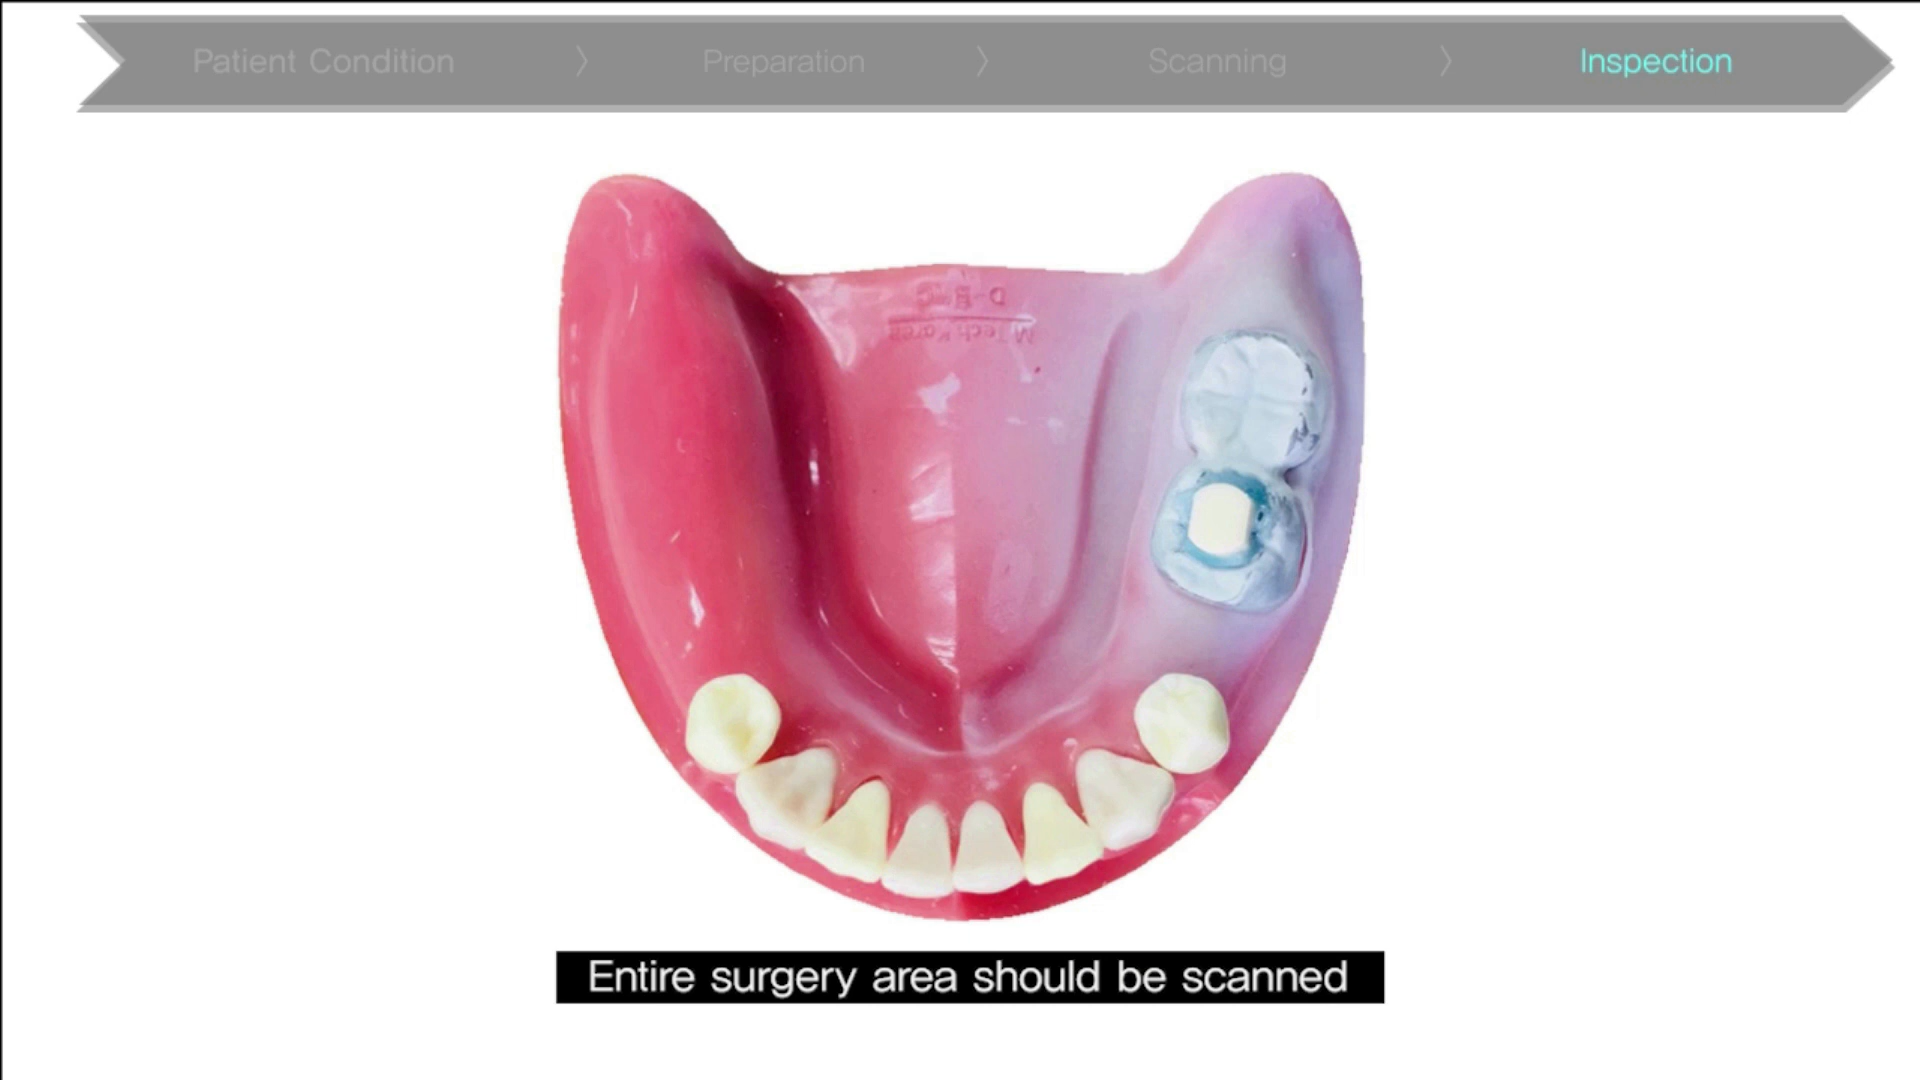 Patient Condition 〉 Preparation 〉 Scanning 〉 Inspection
Entire surgery area should be scanned